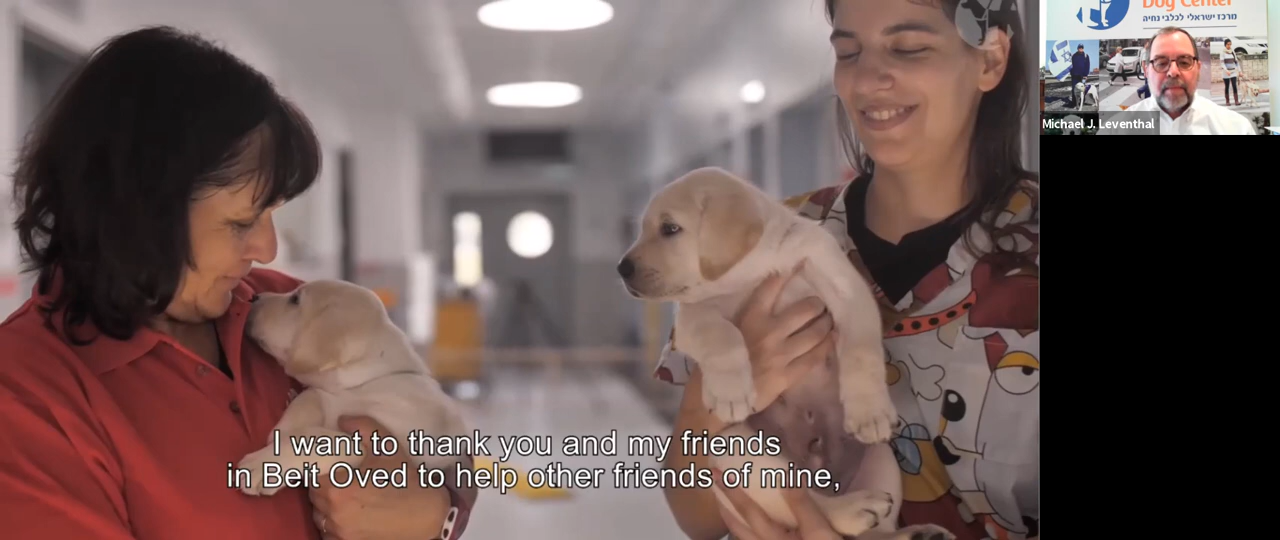 Dog Center
מרכז ישראלי לכלבי נחיה
Michael J. Leventhal
I want to thank you and my friends
in Beit Oved to help other friends of mine,